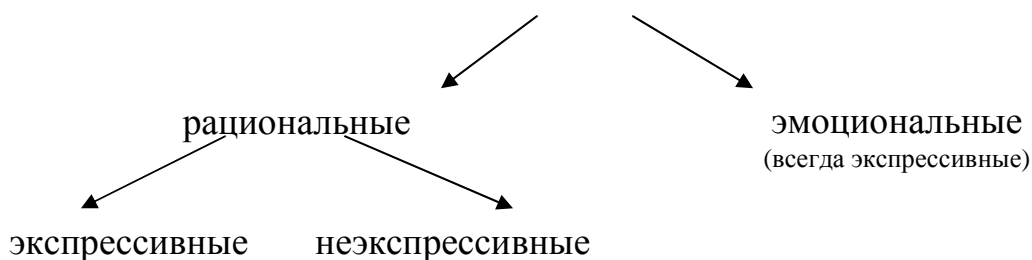 рациональные эмоциональные
(всегда экспрессивные)
экспрессивные неэкспрессивные